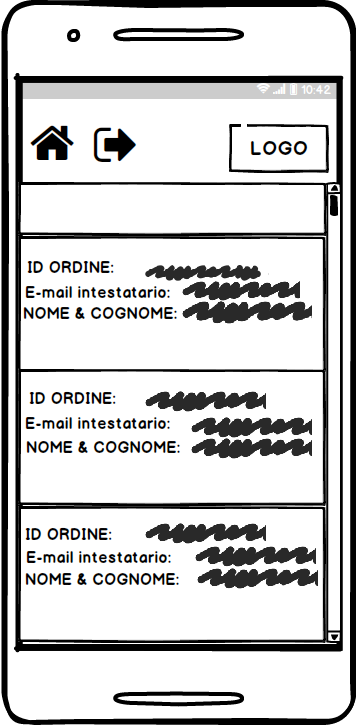 10:42
LOGO
ID ORDINE:
E-mail intestatario:
NOME & COGNOME:
ID ORDINE:
E-mail intestatario:
NOME & COGNOME:
ID ORDINE:
E-mail intestatario:
NOME & COGNOME: